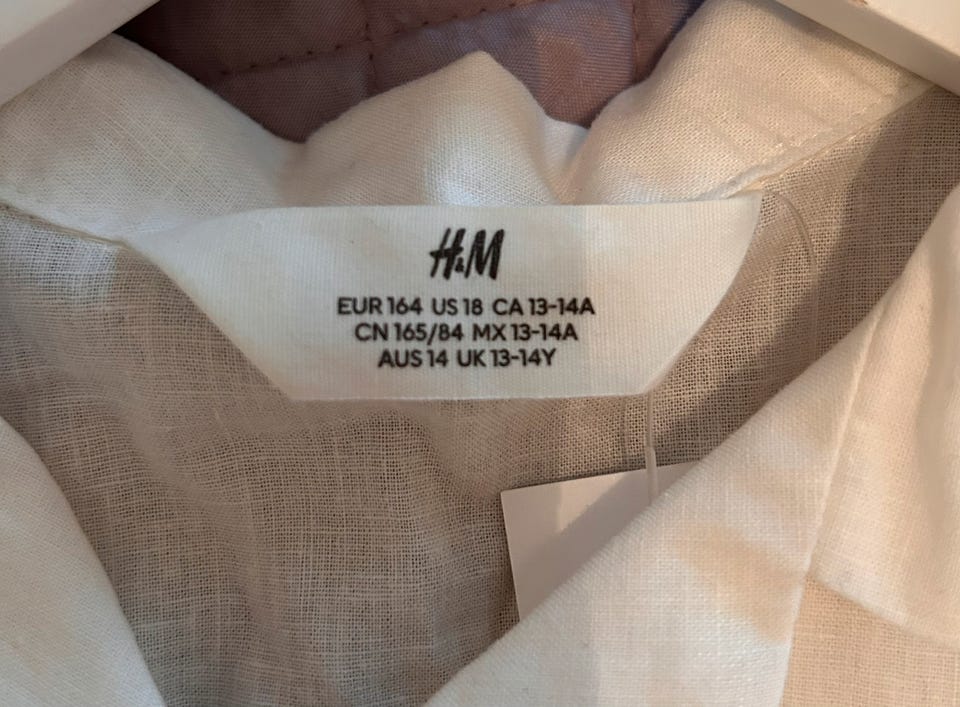 H&M
EUR 164 US 18 CA 13-14A
CN 165/84 MX 13-14A
AUS 14 UK 13-14Y